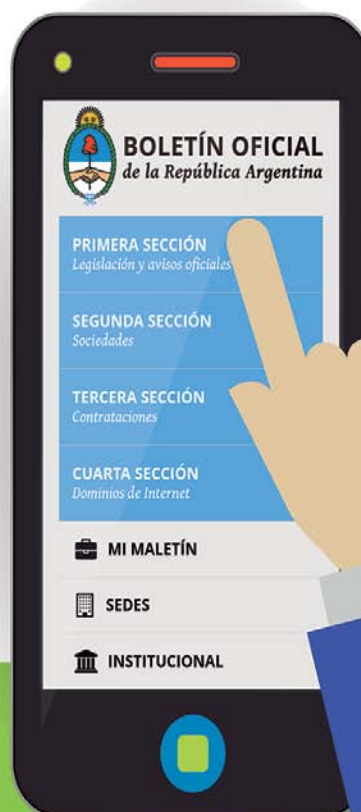 BOLETÍN OFICIAL
de la República Argentina
PRIMERA SECCIÓN
Legislación y avisos oficiales
SEGUNDA SECCIÓN
Sociedades
TERCERA SECCIÓN
Contrataciones
CUARTA SECCIÓN
Dominios de Internet
MI MALETÍN
SEDES
INSTITUCIONAL